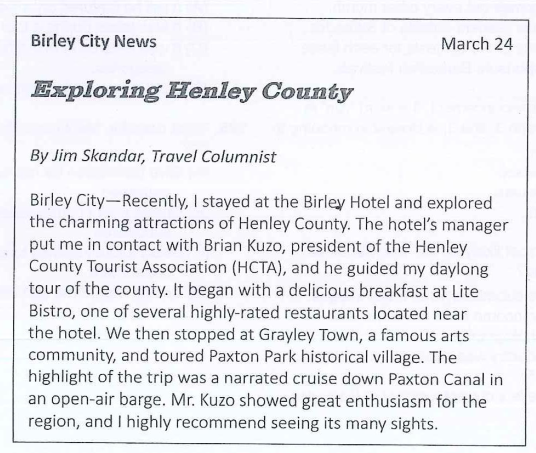 Birley City News March 24
Exploring Henley County
By Jim Skandar, Travel Columnist
Birley City—Recently, I stayed at the Birley Hotel and explored
the charming attractions of Henley County. The hotel's manager
put me in contact with Brian Kuzo, president of the Henley
County Tourist Association (HCTA), and he guided my daylong
tour of the county. It began with a delicious breakfast at Lite
Bistro, one of several highly-rated restaurants located near
the hotel. We then stopped at Grayley Town, a famous arts
community, and toured Paxton Park historical village. The
highlight of the trip was a narrated cruise down Paxton Canal in
an open-air barge. Mr. Kuzo showed great enthusiasm for the
region, and I highly recommend seeing its many sights.